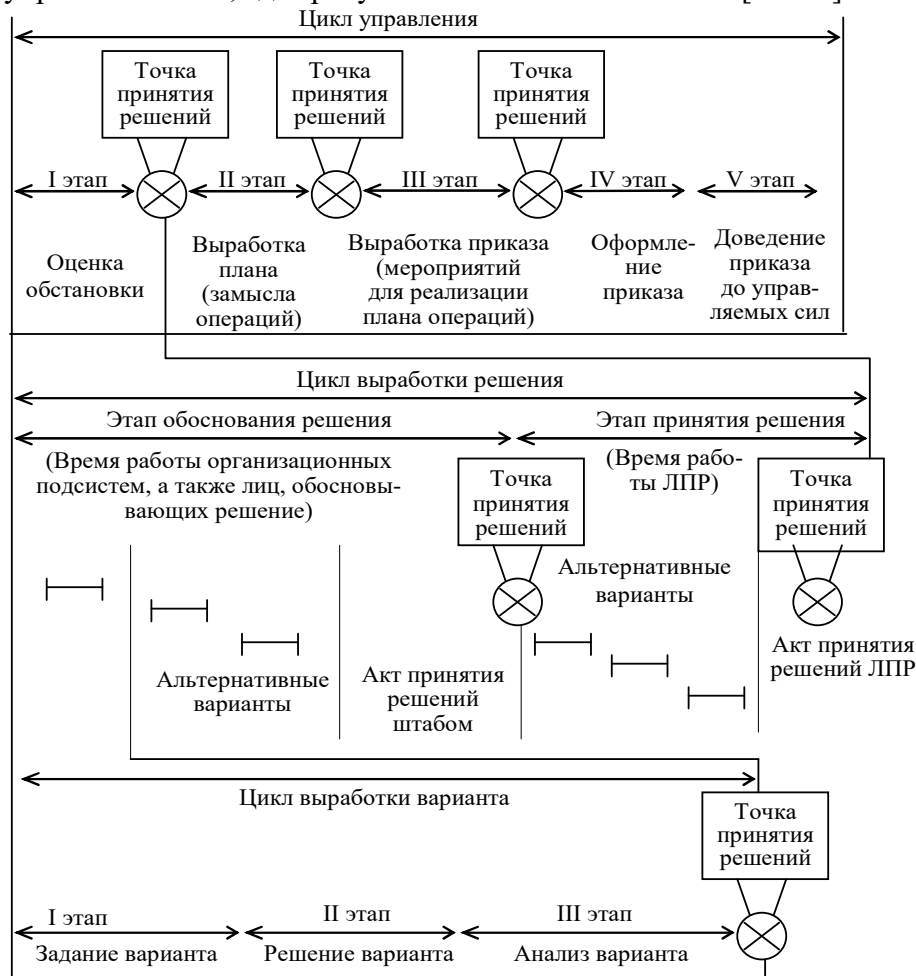 Цикл управления
Точка
принятия
решений
Точка
принятия
решений
Точка
принятия
решений
I этап
II этап
III этап
IV этап
V этап
Оценка
обстановки
Выработка
плана
(замысла
операций)
Выработка приказа
(мероприятий
для реализации
плана операций)
Оформле-
ние
приказа
Доведение
приказа
до управ-
ляемых сил
Цикл выработки решения
Этап обоснования решения
Этап принятия решения
(Время работы организационных
подсистем, а также лиц, обосновы-
вающих решение)
Точка
принятия
решений
(Время рабо-
ты ЛПР)
Точка
принятия
решений
Альтернативные
варианты
Альтернативные
варианты
Акт принятия
решений
штабом
Акт принятия
решений ЛПР
Цикл выработки варианта
Точка
принятия
решений
I этап
II этап
III этап
Задание варианта
Решение варианта
Анализ варианта